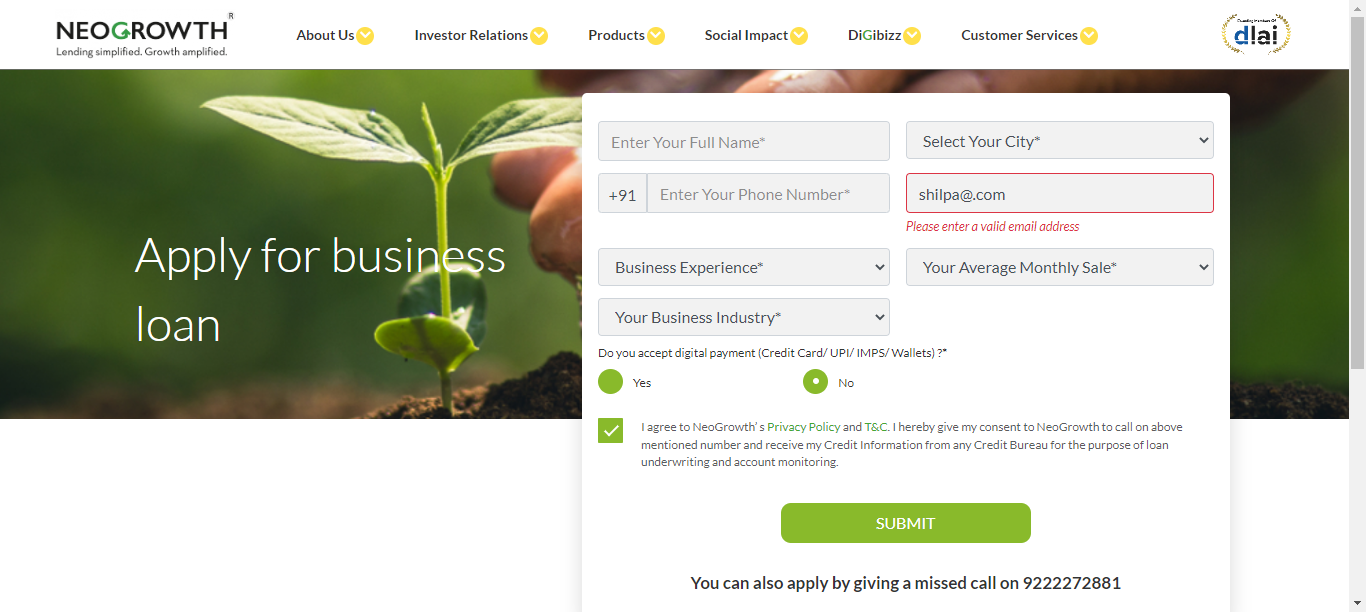 NEOGROWTH®
Lending simplified. Growth amplified.
About Us
Investor Relations
Products
Social Impact
DiGibizz
Customer Services
dlai
Apply for business
loan
Enter Your Full Name*
Select Your City*
+91
Enter Your Phone Number*
shilpa@.com
Please enter a valid email address
Business Experience*
Your Average Monthly Sale*
Your Business Industry*
Do you accept digital payment (Credit Card/ UPI/ IMPS/ Wallets) ?*
Yes
No
I agree to NeoGrowth' s Privacy Policy and T&C. I hereby give my consent to NeoGrowth to call on above
mentioned number and receive my Credit Information from any Credit Bureau for the purpose of loan
underwriting and account monitoring.
SUBMIT
You can also apply by giving a missed call on 9222272881